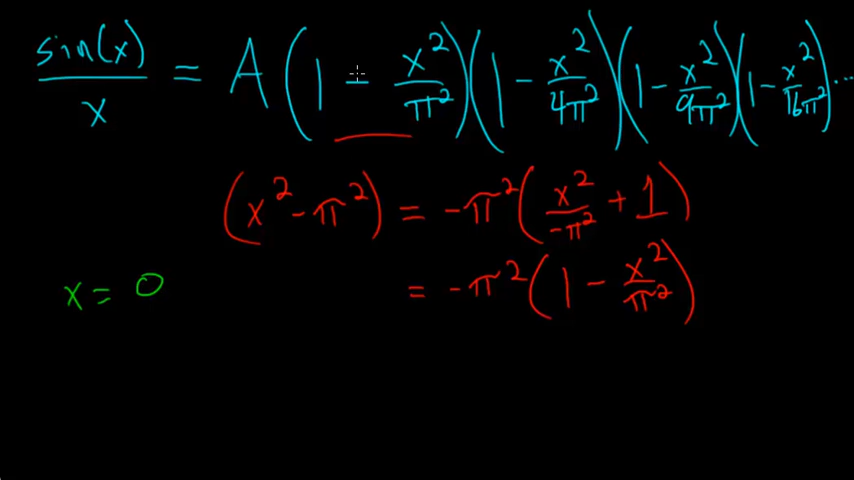 sin(x)/x = A(1 - x²/π²)(1 - x²/4π²)(1 - x²/9π²)(1 - x²/16π²)...
(x² - π²) = -π²(x²/-π² + 1)
x = 0
= -π²(1 - x²/π²)